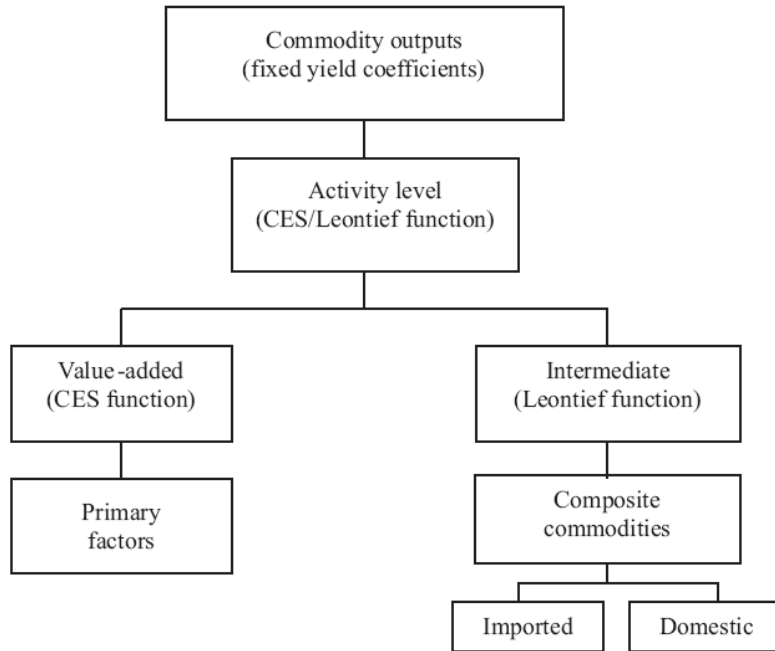 Commodity outputs
(fixed yield coefficients)
Activity level
(CES/Leontief function)
Value-added
(CES function)
Intermediate
(Leontief function)
Primary
factors
Composite
commodities
Imported
Domestic